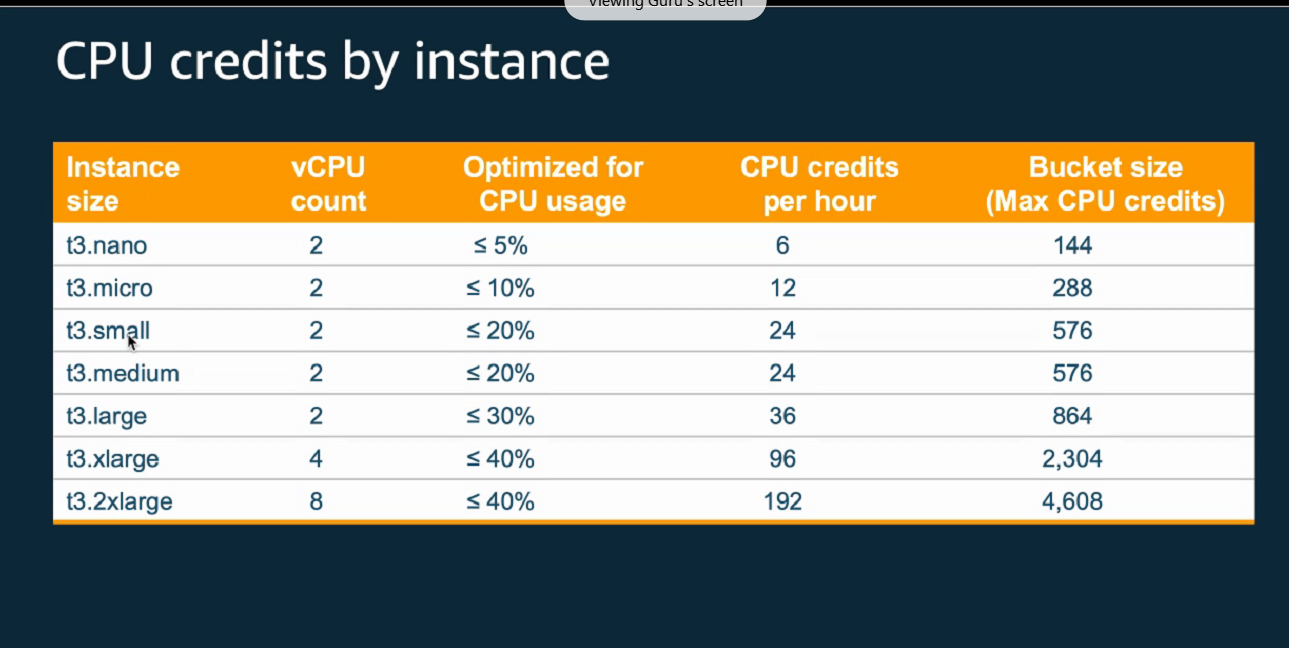 Viewing Guru's screen
CPU credits by instance
Instance size vCPU count Optimized for CPU usage CPU credits per hour Bucket size (Max CPU credits)
t3.nano 2 ≤ 5% 6 144
t3.micro 2 ≤ 10% 12 288
t3.small 2 ≤ 20% 24 576
t3.medium 2 ≤ 20% 24 576
t3.large 2 ≤ 30% 36 864
t3.xlarge 4 ≤ 40% 96 2,304
t3.2xlarge 8 ≤ 40% 192 4,608